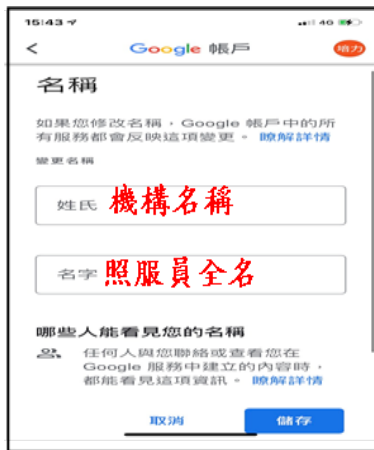 15:43
4G
Google 帳戶
培力
名稱
如果您修改名稱，Google 帳戶中的所
有服務都會反映這項變更。 瞭解詳情
變更名稱
姓氏 機構名稱
名字 照服員全名
哪些人能看見您的名稱
任何人與您聯絡或查看您在
Google 服務中建立的內容時，
都能看見這項資訊。 瞭解詳情
取消 儲存